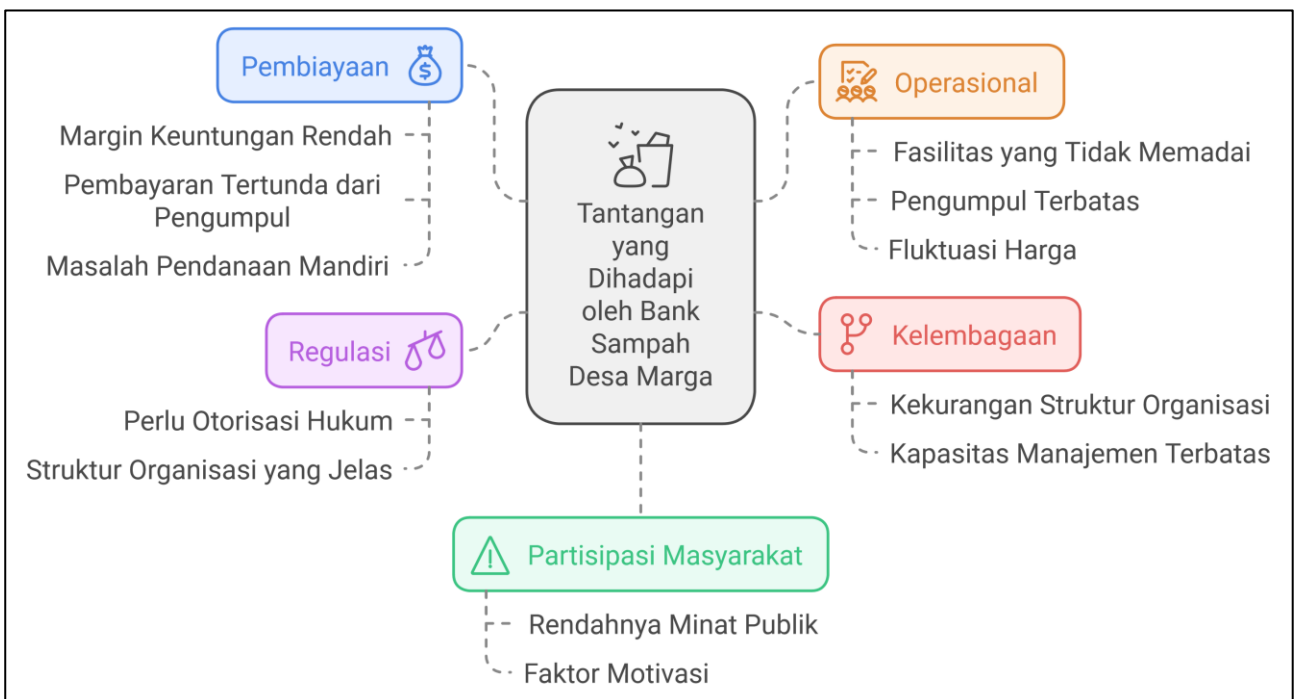 Pembiayaan
Margin Keuntungan Rendah
Pembayaran Tertunda dari
Pengumpul
Masalah Pendanaan Mandiri
Regulasi
Perlu Otorisasi Hukum
Struktur Organisasi yang Jelas
Tantangan
yang
Dihadapi
oleh Bank
Sampah
Desa Marga
Operasional
Fasilitas yang Tidak Memadai
Pengumpul Terbatas
Fluktuasi Harga
Kelembagaan
Kekurangan Struktur Organisasi
Kapasitas Manajemen Terbatas
Partisipasi Masyarakat
Rendahnya Minat Publik
Faktor Motivasi